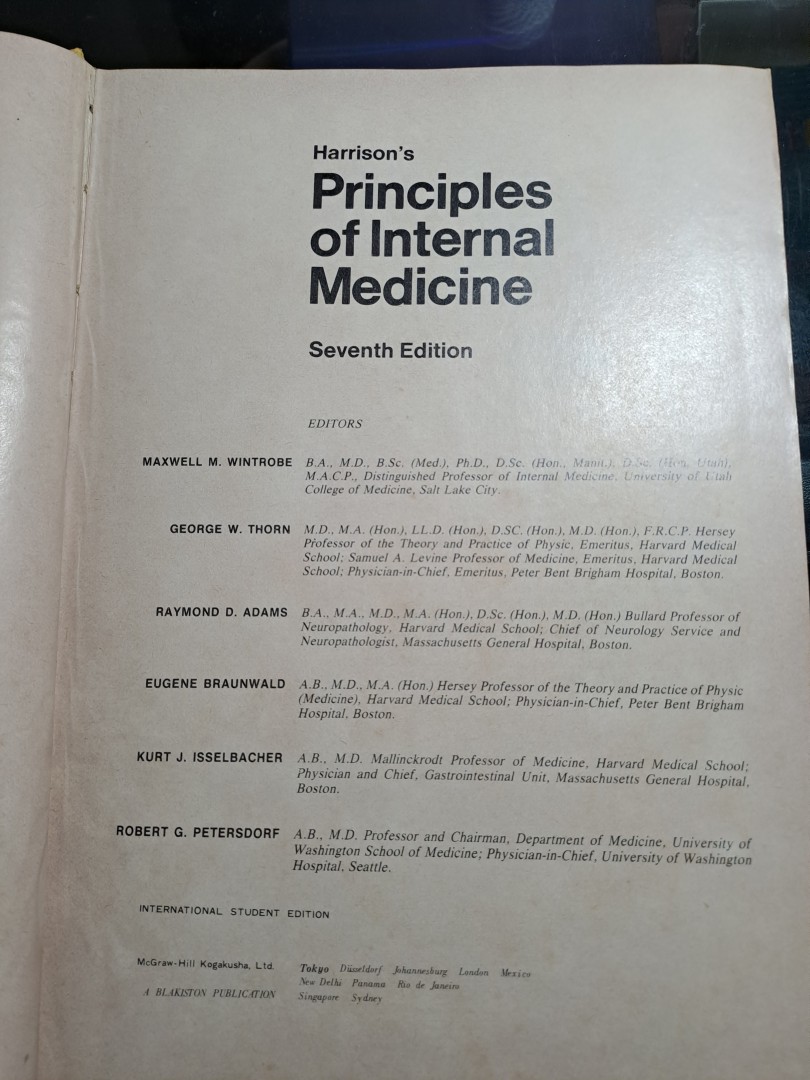 Harrison's
Principles
of Internal
Medicine
Seventh Edition
EDITORS
MAXWELL M. WINTROBE B.A., M.D., B.Sc. (Med.), Ph.D., D.Sc. (Hon., Manit.), D.Sc. (Hon. Utah),
M.A.C.P., Distinguished Professor of Internal Medicine, University of Utah
College of Medicine, Salt Lake City.
GEORGE W. THORN M.D., M.A. (Hon.), LL.D. (Hon.), D.SC. (Hon.), M.D. (Hon.), F.R.C.P. Hersey
Professor of the Theory and Practice of Physic, Emeritus, Harvard Medical
School; Samuel A. Levine Professor of Medicine, Emeritus, Harvard Medical
School; Physician-in-Chief, Emeritus, Peter Bent Brigham Hospital, Boston.
RAYMOND D. ADAMS B.A., M.A., M.D., M.A. (Hon.), D.Sc. (Hon.), M.D. (Hon.) Bullard Professor of
Neuropathology, Harvard Medical School; Chief of Neurology Service and
Neuropathologist, Massachusetts General Hospital, Boston.
EUGENE BRAUNWALD A.B., M.D., M.A. (Hon.) Hersey Professor of the Theory and Practice of Physic
(Medicine), Harvard Medical School; Physician-in-Chief, Peter Bent Brigham
Hospital, Boston.
KURT J. ISSELBACHER A.B., M.D. Mallinckrodt Professor of Medicine, Harvard Medical School;
Physician and Chief, Gastrointestinal Unit, Massachusetts General Hospital,
Boston.
ROBERT G. PETERSDORF A.B., M.D. Professor and Chairman, Department of Medicine, University of
Washington School of Medicine; Physician-in-Chief, University of Washington
Hospital, Seattle.
INTERNATIONAL STUDENT EDITION
McGraw-Hill Kogakusha, Ltd. Tokyo Düsseldorf Johannesburg London Mexico
New Delhi Panama Rio de Janeiro
A BLAKISTON PUBLICATION Singapore Sydney